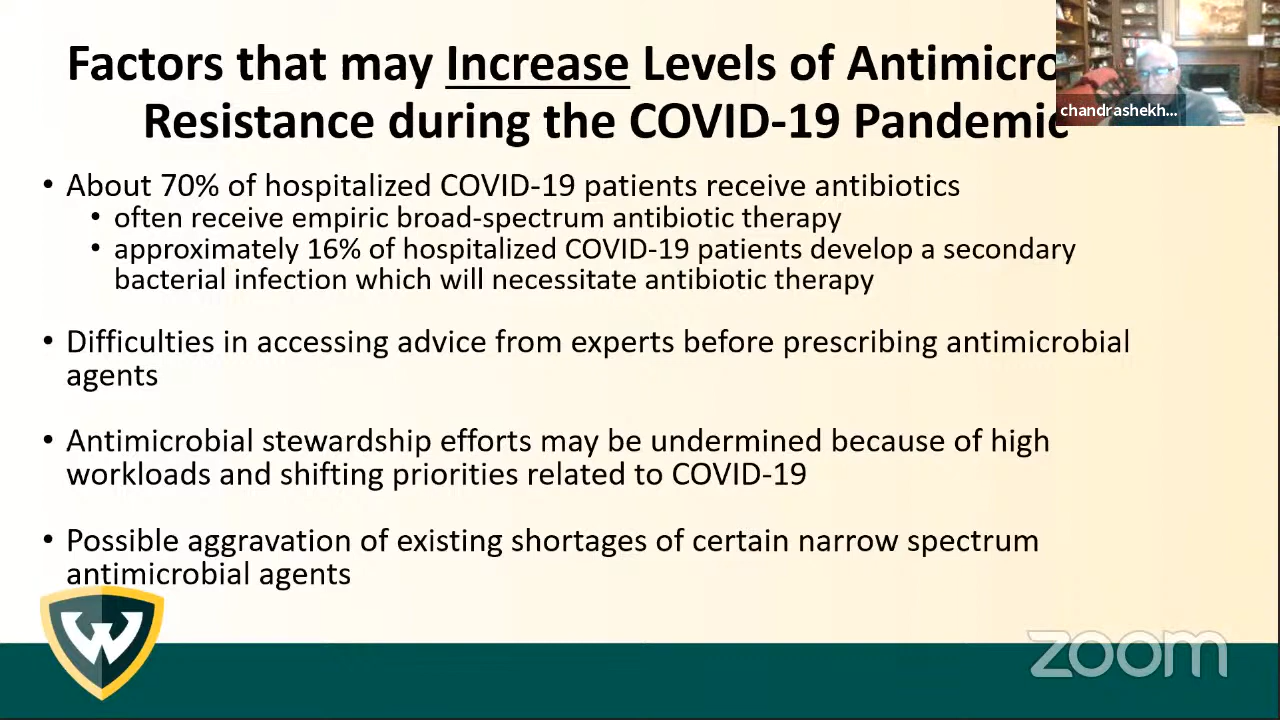 Factors that may Increase Levels of Antimicro
Resistance during the COVID-19 Pandemic
chandrashekh...
• About 70% of hospitalized COVID-19 patients receive antibiotics
• often receive empiric broad-spectrum antibiotic therapy
• approximately 16% of hospitalized COVID-19 patients develop a secondary
bacterial infection which will necessitate antibiotic therapy
• Difficulties in accessing advice from experts before prescribing antimicrobial
agents
• Antimicrobial stewardship efforts may be undermined because of high
workloads and shifting priorities related to COVID-19
• Possible aggravation of existing shortages of certain narrow spectrum
antimicrobial agents
W
zoom